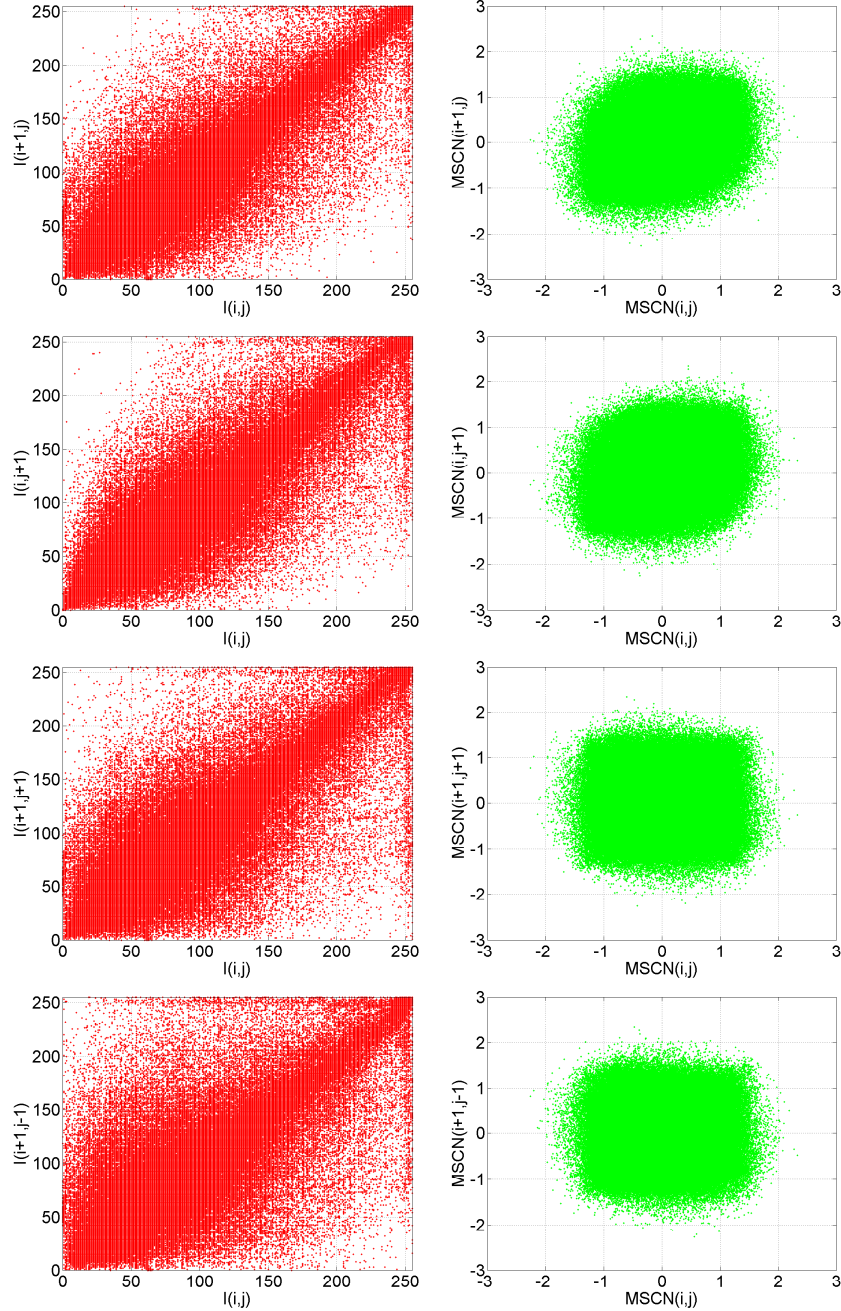 250
200
150
100
50
0
I(i+1,j)
0 50 100 150 200 250
I(i,j)
3
2
1
0
-1
-2
-3
MSCN(i+1,j)
-3 -2 -1 0 1 2 3
MSCN(i,j)
250
200
150
100
50
0
I(i,j+1)
0 50 100 150 200 250
I(i,j)
3
2
1
0
-1
-2
-3
MSCN(i,j+1)
-3 -2 -1 0 1 2 3
MSCN(i,j)
250
200
150
100
50
0
I(i+1,j+1)
0 50 100 150 200 250
I(i,j)
3
2
1
0
-1
-2
-3
MSCN(i+1,j+1)
-3 -2 -1 0 1 2 3
MSCN(i,j)
250
200
150
100
50
0
I(i+1,j-1)
0 50 100 150 200 250
I(i,j)
3
2
1
0
-1
-2
-3
MSCN(i+1,j-1)
-3 -2 -1 0 1 2 3
MSCN(i,j)